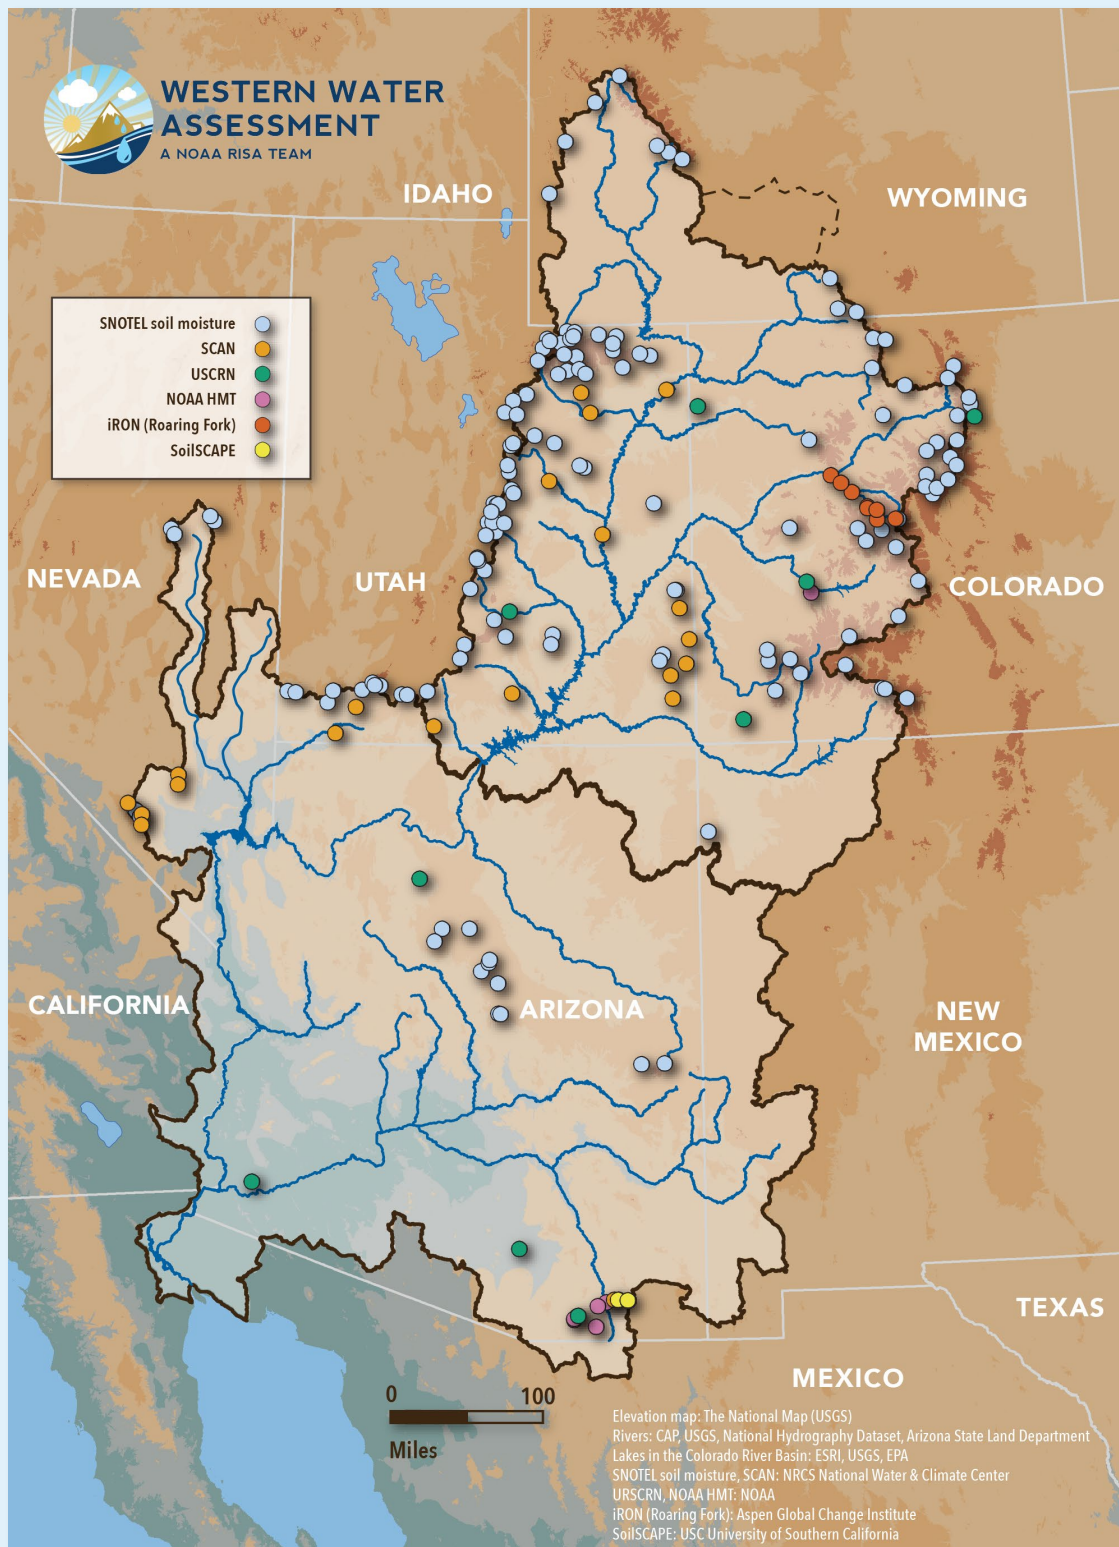 WESTERN WATER
ASSESSMENT
A NOAA RISA TEAM
IDAHO
WYOMING
SNOTEL soil moisture
SCAN
USCRN
NOAA HMT
iRON (Roaring Fork)
SoilSCAPE
NEVADA
UTAH
COLORADO
CALIFORNIA
ARIZONA
NEW
MEXICO
TEXAS
MEXICO
0 100
Miles
Elevation map: The National Map (USGS)
Rivers: CAP, USGS, National Hydrography Dataset, Arizona State Land Department
Lakes in the Colorado River Basin: ESRI, USGS, EPA
SNOTEL soil moisture, SCAN: NRCS National Water & Climate Center
URSCRN, NOAA HMT: NOAA
iRON (Roaring Fork): Aspen Global Change Institute
SoilSCAPE: USC University of Southern California